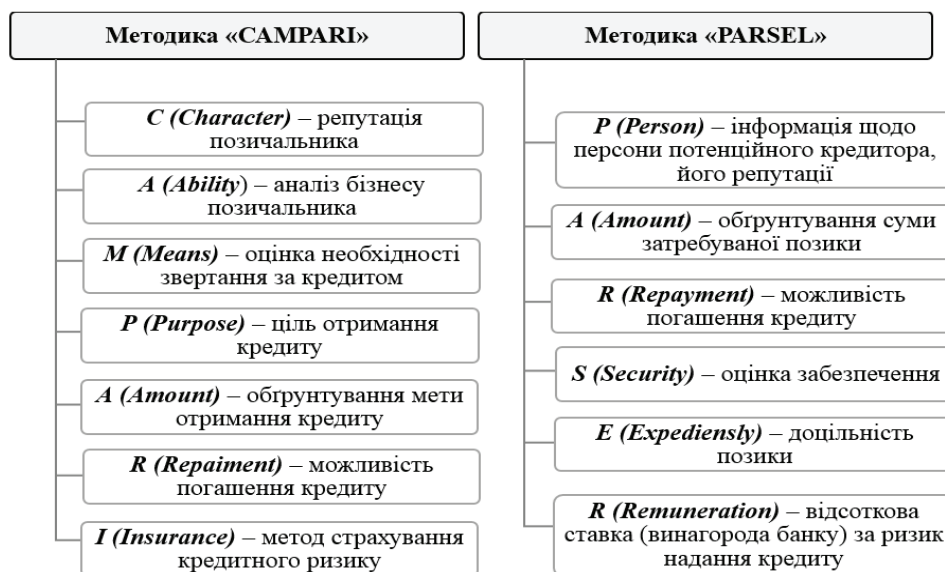 Методика «CAMPARI»
C (Character) – репутація
позичальника
A (Ability) – аналіз бізнесу
позичальника
M (Means) – оцінка необхідності
звертання за кредитом
P (Purpose) – ціль отримання
кредиту
A (Amount) – обґрунтування мети
отримання кредиту
R (Repaiment) – можливість
погашення кредиту
I (Insurance) – метод страхування
кредитного ризику
Методика «PARSEL»
P (Person) – інформація щодо
персони потенційного кредитора,
його репутації
A (Amount) – обґрунтування суми
затребуваної позики
R (Repayment) – можливість
погашення кредиту
S (Security) – оцінка забезпечення
E (Expediensly) – доцільність
позики
R (Remuneration) – відсоткова
ставка (винагорода банку) за ризик
надання кредиту